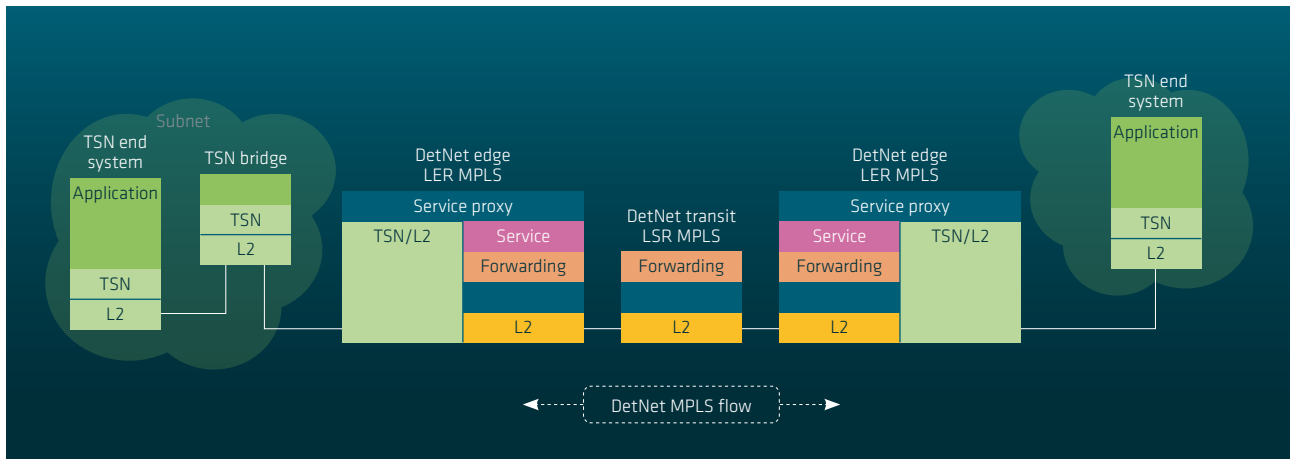 Subnet
TSN end
system
Application
TSN
L2
TSN bridge
TSN
L2
DetNet edge
LER MPLS
Service proxy
TSN/L2
Service
Forwarding
L2
DetNet transit
LSR MPLS
Forwarding
L2
DetNet edge
LER MPLS
Service proxy
Service
Forwarding
L2
TSN/L2
TSN end
system
Application
TSN
L2
DetNet MPLS flow